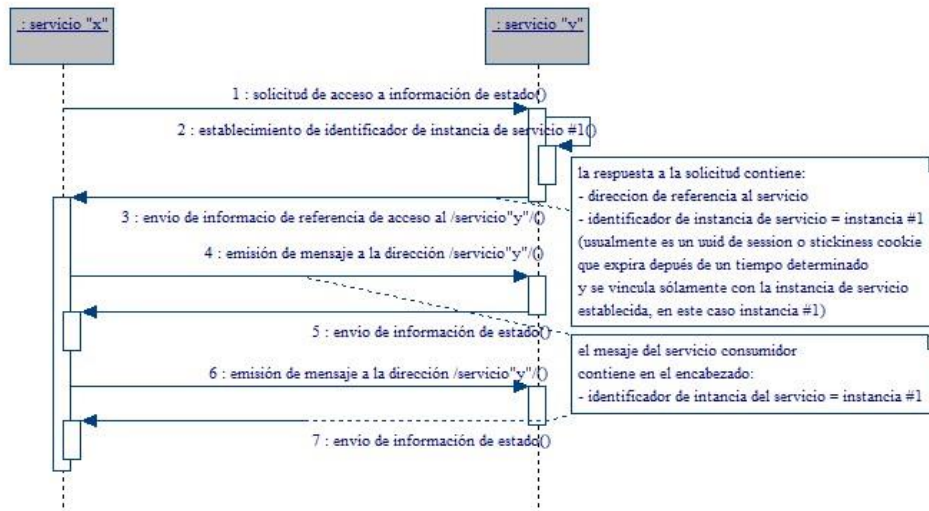 : servicio "x"
: servicio "y"
1 : solicitud de acceso a información de estado()
2 : establecimiento de identificador de instancia de servicio #1()
la respuesta a la solicitud contiene:
- direccion de referencia al servicio
- identificador de instancia de servicio = instancia #1
(usualmente es un uuid de session o stickiness cookie
que expira depués de un tiempo determinado
y se vincula sólamente con la instancia de servicio
establecida, en este caso instancia #1)
3 : envio de informacio de referencia de acceso al /servicio"y"/()
4 : emisión de mensaje a la dirección /servicio"y"/()
5 : envio de información de estado()
el mesaje del servicio consumidor
contiene en el encabezado:
- identificador de intancia del servicio = instancia #1
6 : emisión de mensaje a la dirección /servicio"y"/()
7 : envio de información de estado()